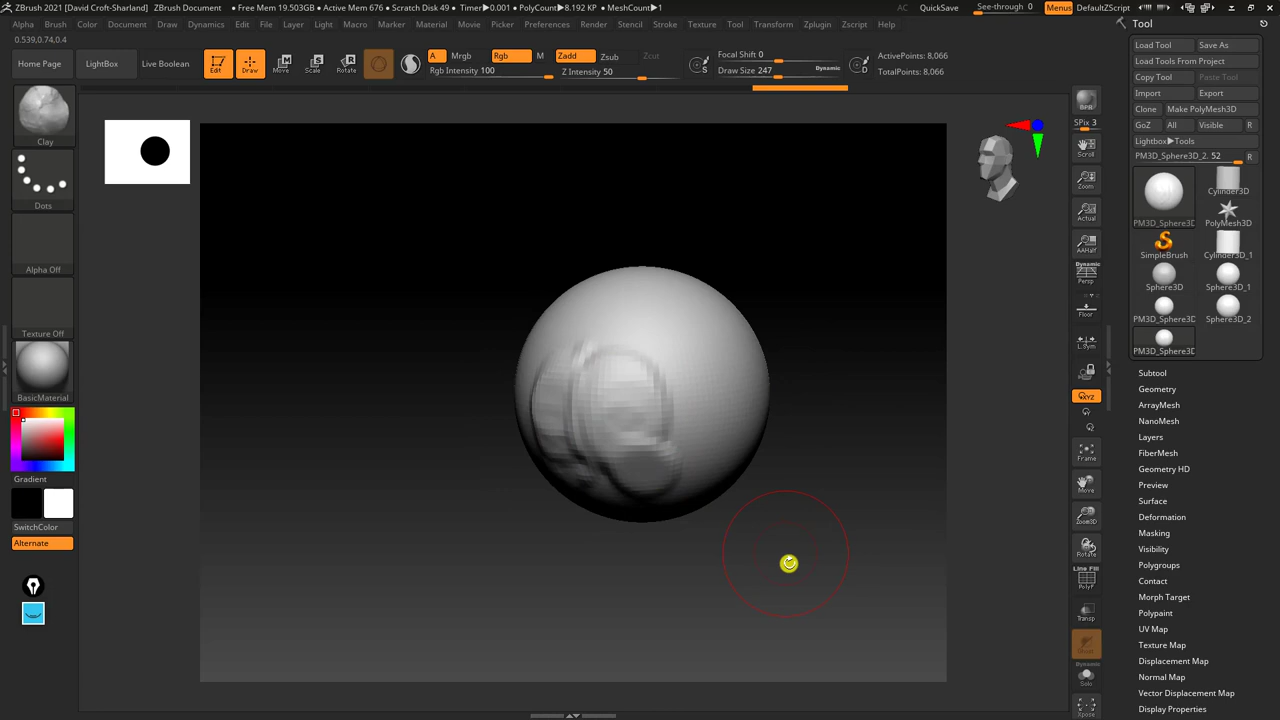 ZBrush 2021 [David Croft-Sharland] ZBrush Document • Free Mem 19.503GB • Active Mem 676 • Scratch Disk 49 • Timer▶0.001 • PolyCount▶8.192 KP • MeshCount▶1 AC QuickSave See-through 0 Menus DefaultZScript
Alpha Brush Color Document Draw Dynamics Edit File Layer Light Macro Marker Material Movie Picker Preferences Render Stencil Stroke Texture Tool Transform Zplugin Zscript Help
0.539,0.74,0.4
Home Page LightBox Live Boolean Edit Draw Move Scale Rotate
A Mrgb Rgb M Zadd Zsub Zcut
Rgb Intensity 100 Z Intensity 50
Focal Shift 0
Draw Size 247 Dynamic
S D
ActivePoints: 8,066
TotalPoints: 8,066
Clay
Dots
Alpha Off
Texture Off
BasicMaterial
Gradient
SwitchColor
Alternate
BPR
SPix 3
Scroll
Zoom
Actual
AAHalf
Dynamic
Persp
Floor
L.Sym
XYZ
Frame
Move
Zoom3D
Rotate
Line Fill
PolyF
Transp
Dynamic
Solo
Xpose
Tool
Load Tool Save As
Load Tools From Project
Copy Tool Paste Tool
Import Export
Clone Make PolyMesh3D
GoZ All Visible R
Lightbox▶Tools
PM3D_Sphere3D_2. 52 R
PM3D_Sphere3D Cylinder3D
PolyMesh3D
SimpleBrush Cylinder3D_1
Sphere3D Sphere3D_1
PM3D_Sphere3D Sphere3D_2
PM3D_Sphere3D
Subtool
Geometry
ArrayMesh
NanoMesh
Layers
FiberMesh
Geometry HD
Preview
Surface
Deformation
Masking
Visibility
Polygroups
Contact
Morph Target
Polypaint
UV Map
Texture Map
Displacement Map
Normal Map
Vector Displacement Map
Display Properties